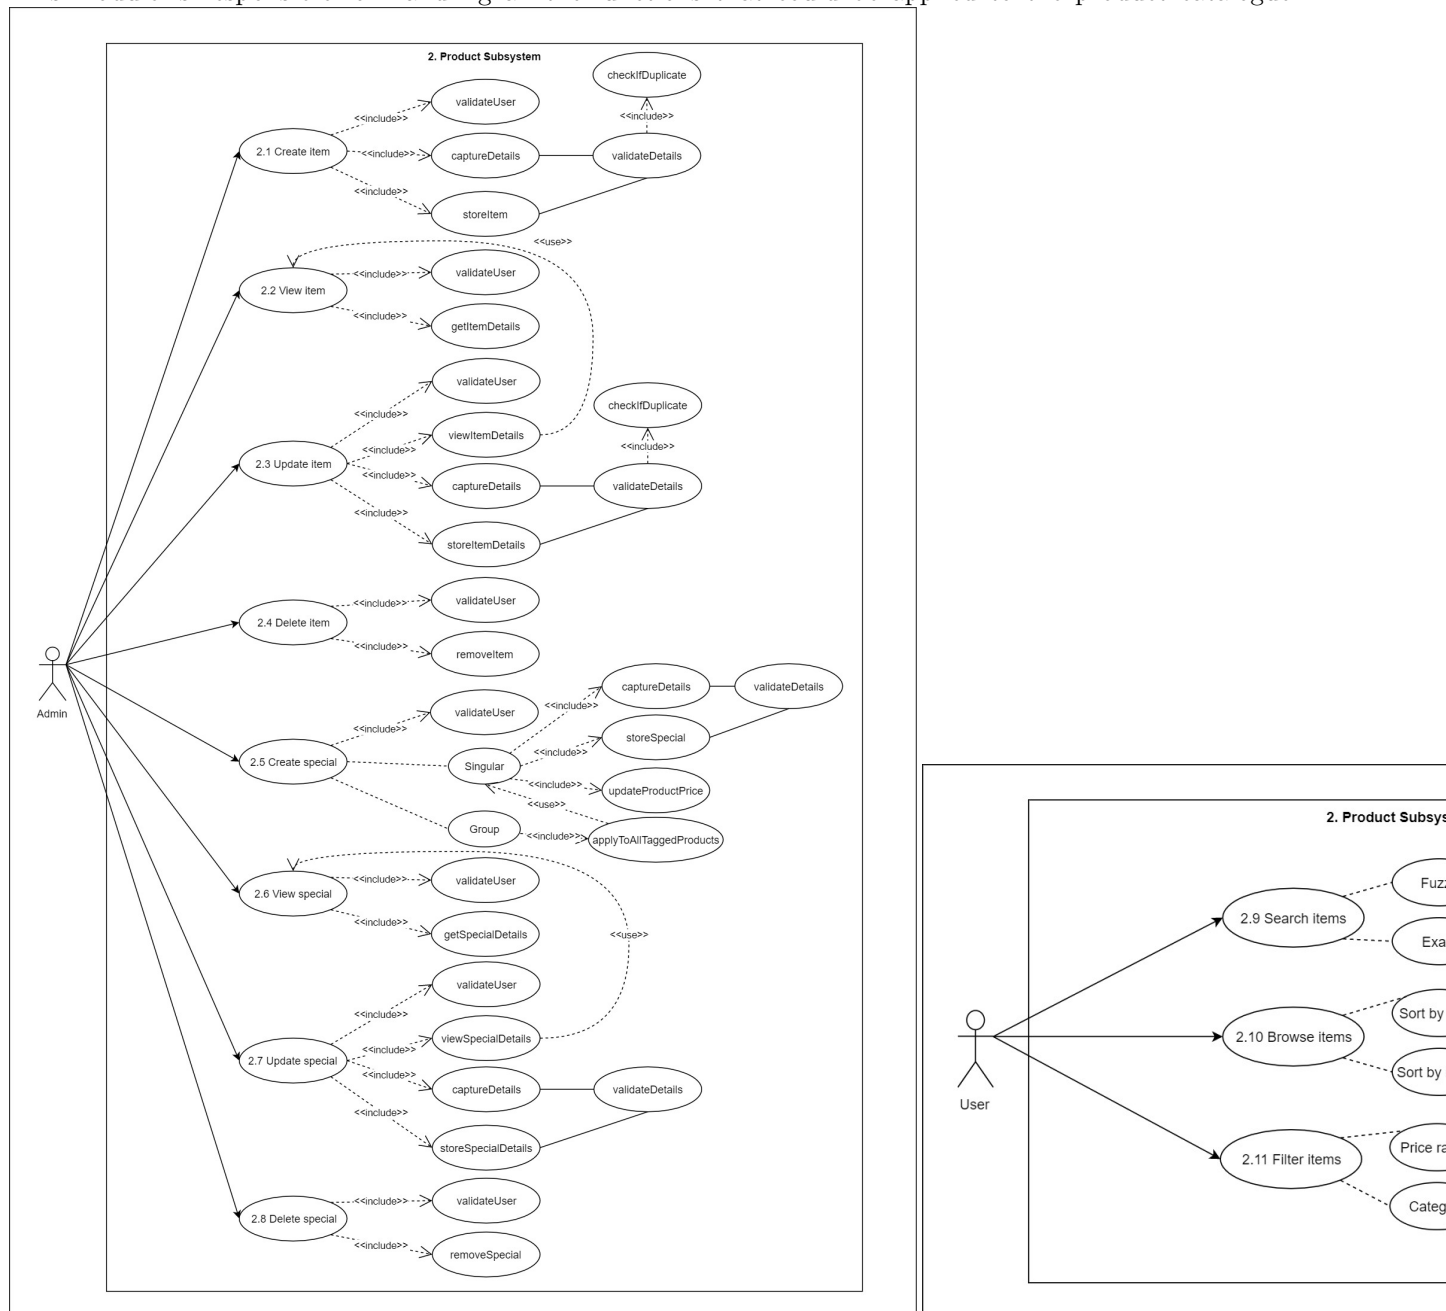 2. Product Subsystem
checkIfDuplicate
validateUser
<<include>>
<<include>>
2.1 Create item
<<include>>
captureDetails
validateDetails
<<include>>
storeItem
<<use>>
2.2 View item
<<include>>
validateUser
<<include>>
getItemDetails
validateUser
<<include>>
checkIfDuplicate
viewItemDetails
<<include>>
<<include>>
2.3 Update item
<<include>>
captureDetails
validateDetails
<<include>>
storeItemDetails
2.4 Delete item
<<include>>
validateUser
<<include>>
removeItem
Admin
captureDetails
validateDetails
<<include>>
validateUser
<<include>>
storeSpecial
<<include>>
2.5 Create special
Singular
<<include>>
updateProductPrice
<<use>>
Group
<<include>>
applyToAllTaggedProducts
2.6 View special
<<include>>
validateUser
<<include>>
getSpecialDetails
<<use>>
validateUser
<<include>>
viewSpecialDetails
<<include>>
2.7 Update special
<<include>>
captureDetails
validateDetails
<<include>>
storeSpecialDetails
2.8 Delete special
<<include>>
validateUser
<<include>>
removeSpecial
2. Product Subsys
Fuz
2.9 Search items
Exa
Sort by
2.10 Browse items
Sort by
User
Price ra
2.11 Filter items
Categ